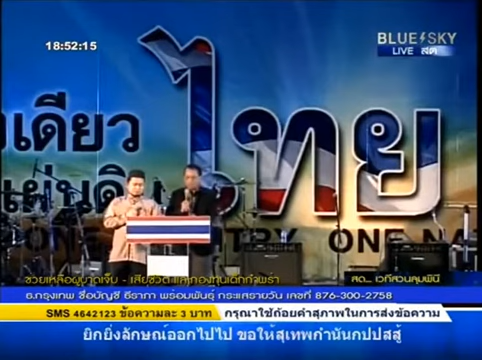 18:52:15
BLUE SKY
LIVE สด
เดียว
ไทย
แผ่นดิน
ONE NA
ช่วยเหลือผู้บาดเจ็บ - เสียชีวิต และกองทุนเด็กกำพร้า
สด.. เวทีสวนลุมพินี
ธ.กรุงเทพ ชื่อบัญชี ธีราภา พร้อมพันธุ์ กระแสรายวัน เลขที่ 876-300-2758
SMS 4642123 ข้อความละ 3 บาท
กรุณาใช้ถ้อยคำสุภาพในการส่งข้อความ
ยิกยิ่งลักษณ์ออกไปไป ขอให้สุเทพกำนันกปปสสู้